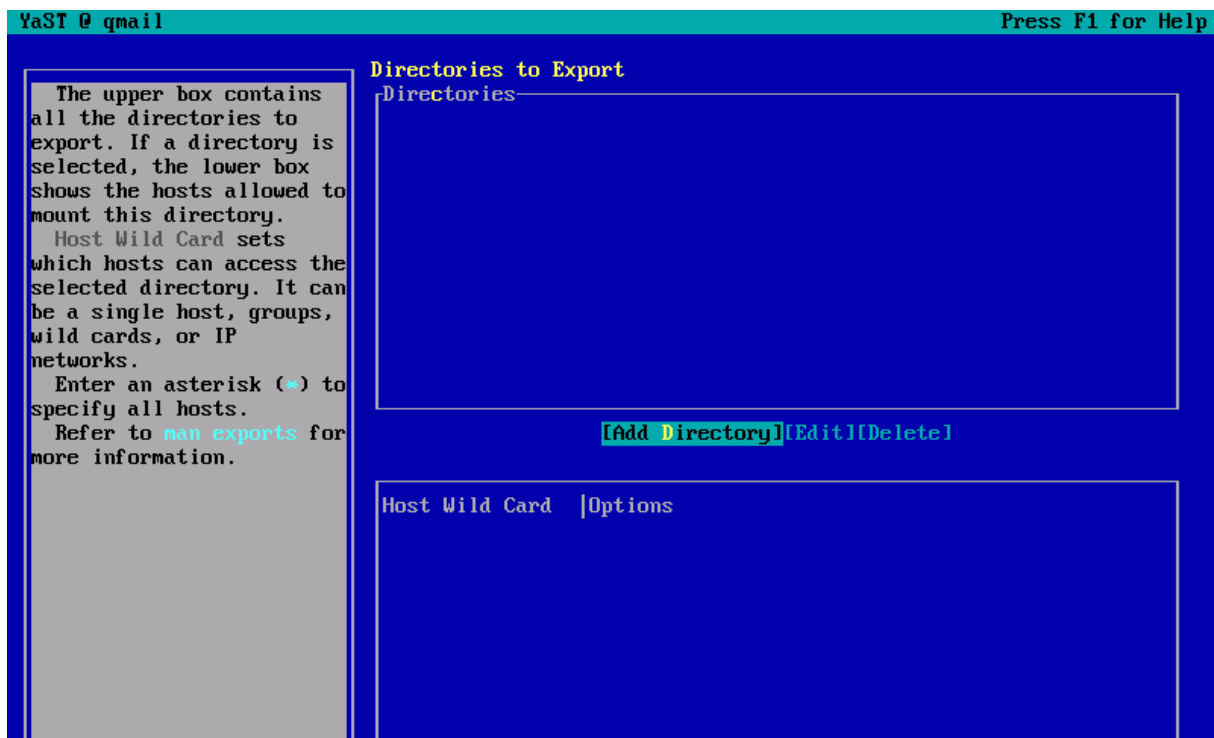 YaST @ qmail Press F1 for Help
The upper box contains
all the directories to
export. If a directory is
selected, the lower box
shows the hosts allowed to
mount this directory.
Host Wild Card sets
which hosts can access the
selected directory. It can
be a single host, groups,
wild cards, or IP
networks.
Enter an asterisk (*) to
specify all hosts.
Refer to man exports for
more information.
Directories to Export
Directories
[Add Directory][Edit][Delete]
Host Wild Card |Options